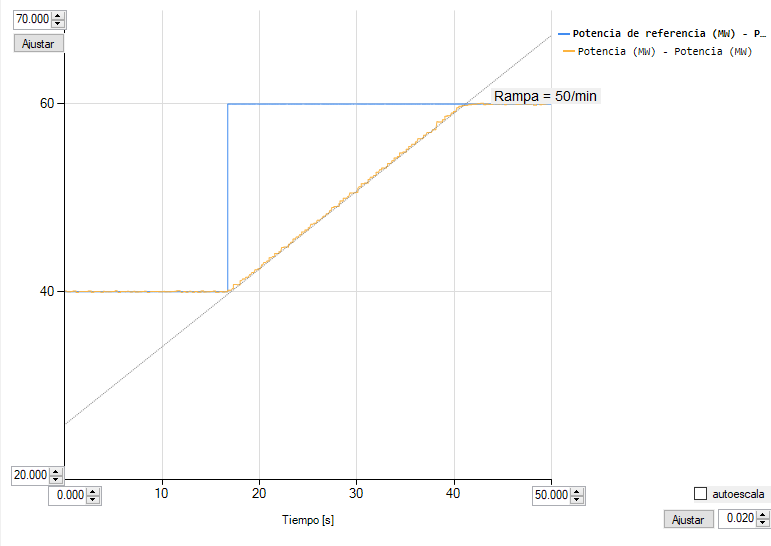 70.000
Ajustar
Potencia de referencia (MW) - P…
Potencia (MW) - Potencia (MW)
60
Rampa = 50/min
40
20.000
0.000
10
20
30
40
50.000
Tiempo [s]
autoescala
Ajustar
0.020